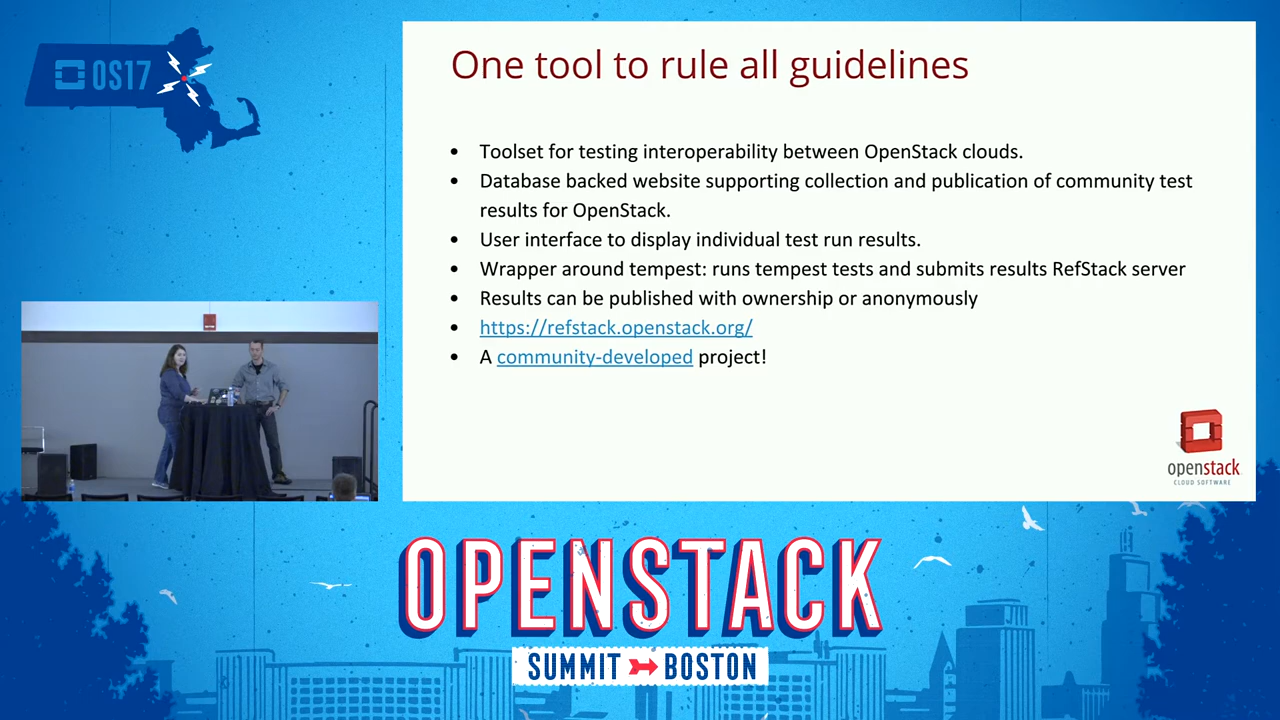 OS17
One tool to rule all guidelines
• Toolset for testing interoperability between OpenStack clouds.
• Database backed website supporting collection and publication of community test
results for OpenStack.
• User interface to display individual test run results.
• Wrapper around tempest: runs tempest tests and submits results RefStack server
• Results can be published with ownership or anonymously
• https://refstack.openstack.org/
• A community-developed project!
openstack
CLOUD SOFTWARE
OPENSTACK
SUMMIT BOSTON